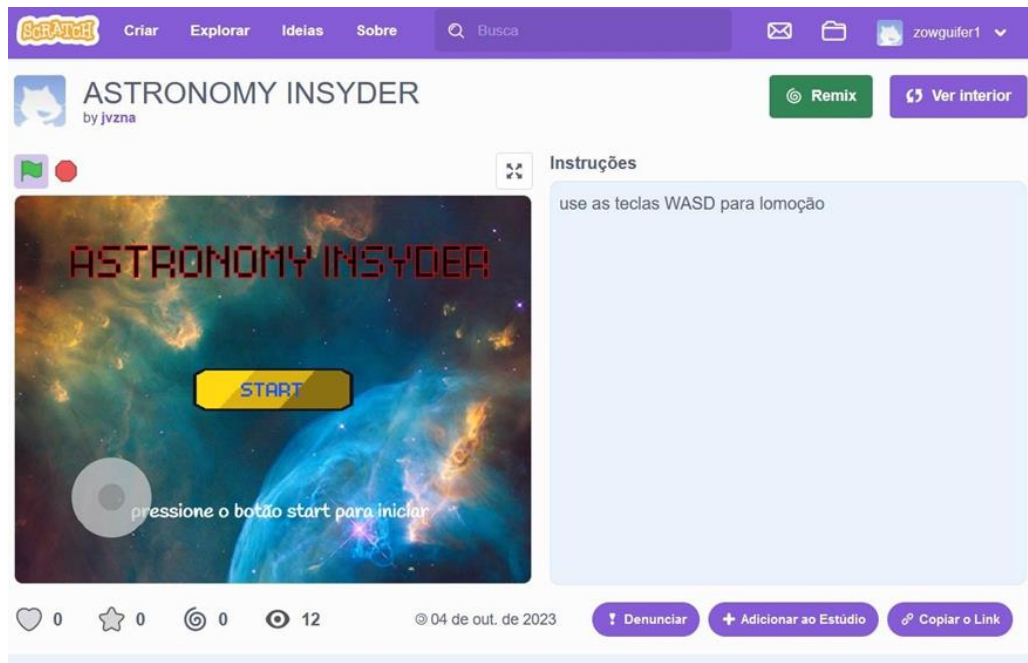 SCRATCH Criar Explorar Ideias Sobre Busca zowguifer1
ASTRONOMY INSYDER
by jvzna
Remix
Ver interior
Instruções
use as teclas WASD para lomoção
ASTRONOMY INSYDER
START
pressione o botão start para iniciar
0 0 0 12
04 de out. de 2023
Denunciar
Adicionar ao Estúdio
Copiar o Link